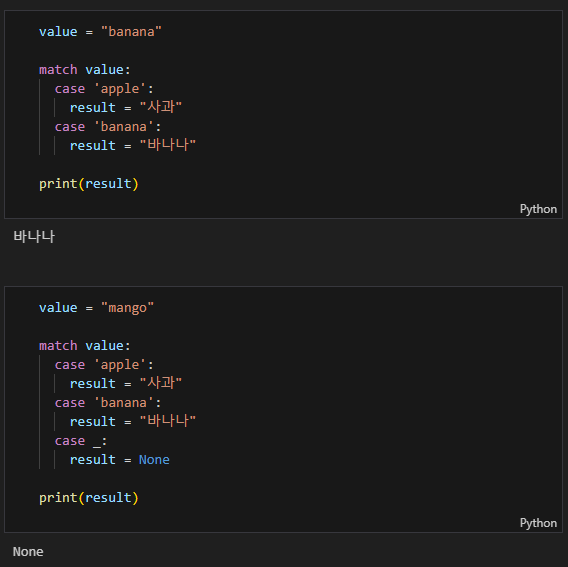 value = "banana"
match value:
case 'apple':
result = "사과"
case 'banana':
result = "바나나"
print(result)
Python
바나나
value = "mango"
match value:
case 'apple':
result = "사과"
case 'banana':
result = "바나나"
case _:
result = None
print(result)
Python
None